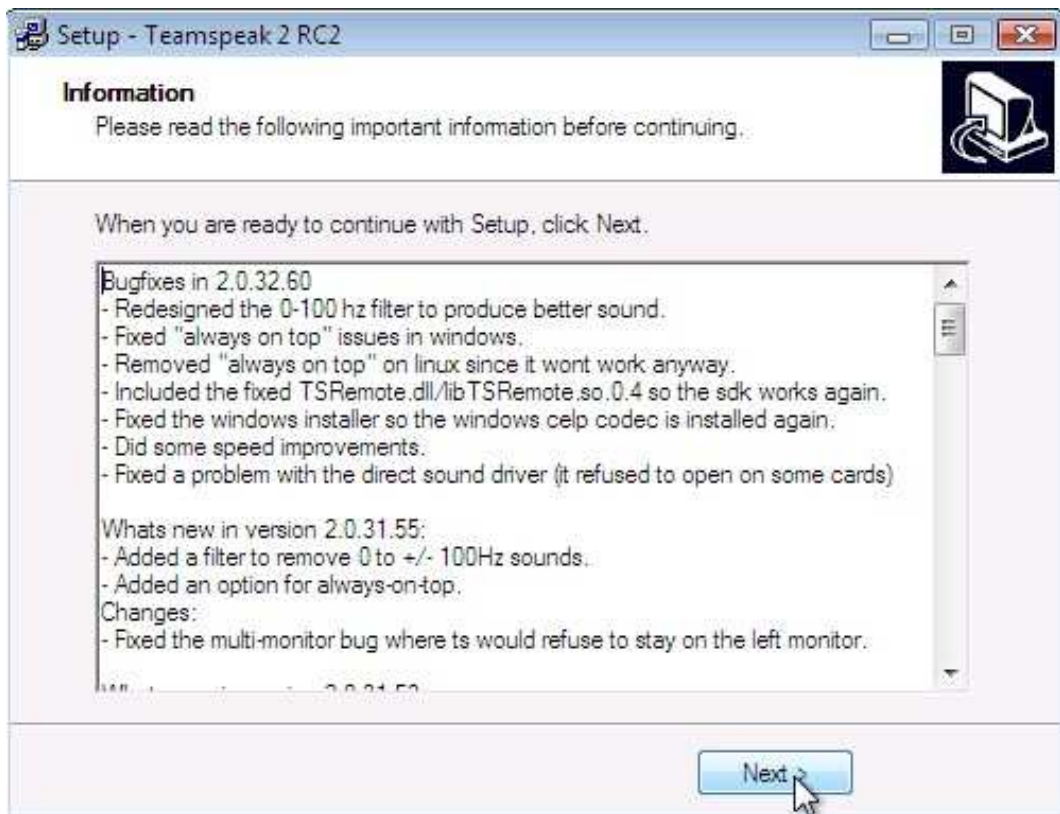 Setup - Teamspeak 2 RC2
Information
Please read the following important information before continuing.
When you are ready to continue with Setup, click Next.
Bugfixes in 2.0.32.60
- Redesigned the 0-100 hz filter to produce better sound.
- Fixed "always on top" issues in windows.
- Removed "always on top" on linux since it wont work anyway.
- Included the fixed TSRemote.dll/libTSRemote.so.0.4 so the sdk works again.
- Fixed the windows installer so the windows celp codec is installed again.
- Did some speed improvements.
- Fixed a problem with the direct sound driver (it refused to open on some cards)
Whats new in version 2.0.31.55:
- Added a filter to remove 0 to +/- 100Hz sounds.
- Added an option for always-on-top.
Changes:
- Fixed the multi-monitor bug where ts would refuse to stay on the left monitor.
Next >